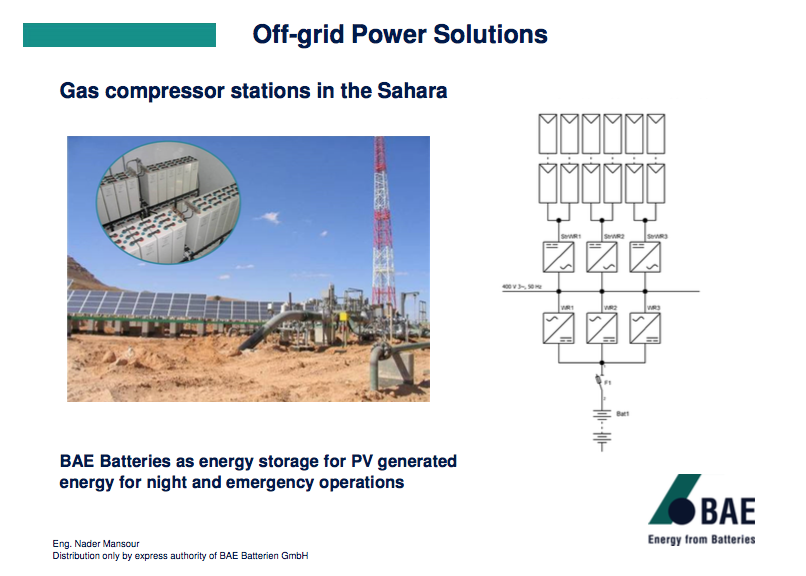 Off-grid Power Solutions
Gas compressor stations in the Sahara
StrWR1 StrWR2 StrWR3
400 V 3~, 50 Hz
WR1 WR2 WR3
F1
Bat1
BAE Batteries as energy storage for PV generated
energy for night and emergency operations
BAE
Energy from Batteries
Eng. Nader Mansour
Distribution only by express authority of BAE Batterien GmbH